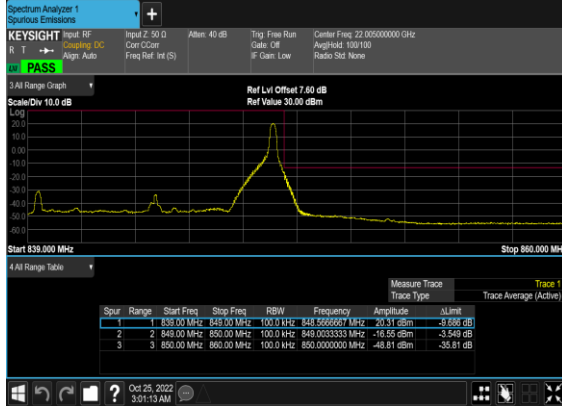 Spectrum Analyzer 1
Spurious Emissions
+
KEYSIGHT Input: RF Input Z: 50 Ω Atten: 40 dB Trig: Free Run Center Freq: 22.005000000 GHz
R T Coupling: DC Corr CCorr Gate: Off Avg|Hold: 100/100
Align: Auto Freq Ref: Int (S) IF Gain: Low Radio Std: None
PASS
3 All Range Graph
Ref Lvl Offset 7.60 dB
Scale/Div 10.0 dB Ref Value 30.00 dBm
Log
20.0
10.0
0.00
-10.0
-20.0
-30.0
-40.0
-50.0
-60.0
Start 839.000 MHz Stop 860.000 MH
4 All Range Table
Measure Trace Trace 1
Trace Type Trace Average (Active)
Spur Range Start Freq Stop Freq RBW Frequency Amplitude ΔLimit
1 1 839.00 MHz 849.00 MHz 100.0 kHz 848.5666667 MHz 20.31 dBm -9.686 dB
2 2 849.00 MHz 850.00 MHz 100.0 kHz 849.0033333 MHz -16.55 dBm -3.549 dB
3 3 850.00 MHz 860.00 MHz 100.0 kHz 850.0000000 MHz -48.81 dBm -35.81 dB
? Oct 25, 2022
3:01:13 AM